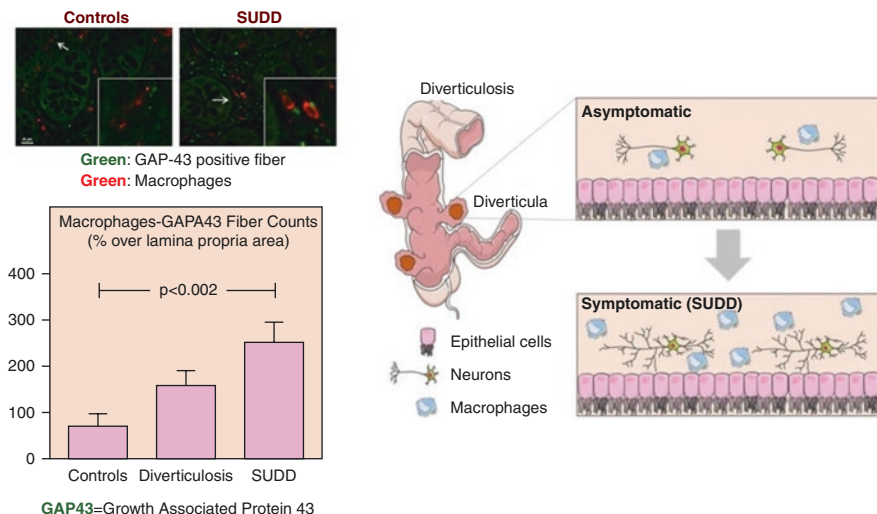 Controls
SUDD
Green: GAP-43 positive fiber
Green: Macrophages
Macrophages-GAPA43 Fiber Counts
(% over lamina propria area)
400
300
200
100
0
p<0.002
Controls
Diverticulosis
SUDD
GAP43=Growth Associated Protein 43
Diverticulosis
Diverticula
Epithelial cells
Neurons
Macrophages
Asymptomatic
Symptomatic (SUDD)